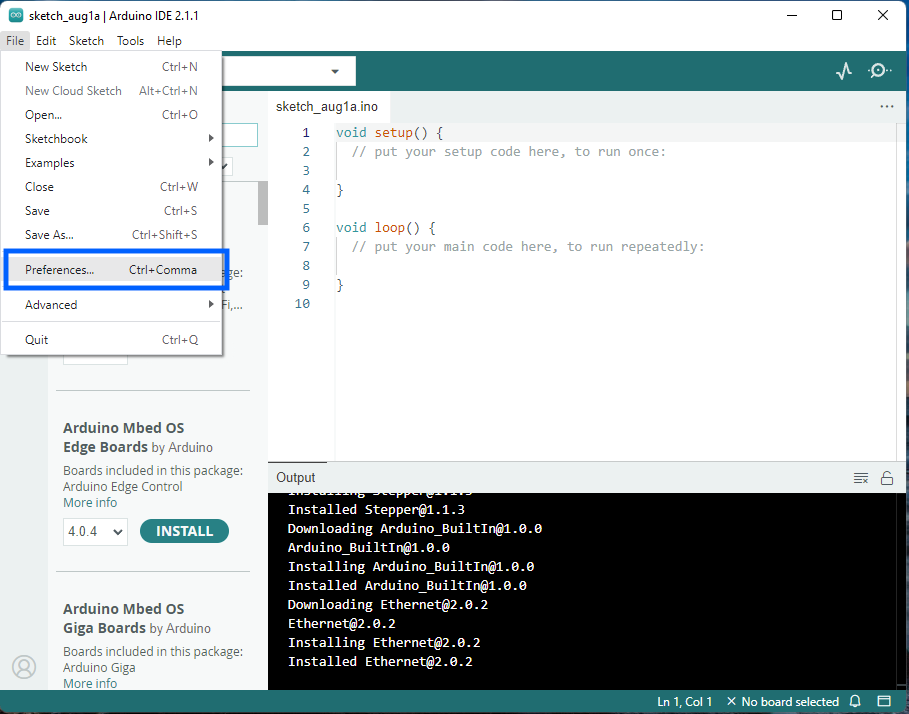 sketch_aug1a | Arduino IDE 2.1.1
File Edit Sketch Tools Help
New Sketch Ctrl+N
New Cloud Sketch Alt+Ctrl+N
Open... Ctrl+O
Sketchbook
Examples
Close Ctrl+W
Save Ctrl+S
Save As... Ctrl+Shift+S
Preferences... Ctrl+Comma
Advanced
Quit Ctrl+Q
Fi,...
Arduino Mbed OS
Edge Boards by Arduino
Boards included in this package:
Arduino Edge Control
More info
4.0.4 INSTALL
Arduino Mbed OS
Giga Boards by Arduino
Boards included in this package:
Arduino Giga
More info
sketch_aug1a.ino
1 void setup() {
2 // put your setup code here, to run once:
3
4 }
5
6 void loop() {
7 // put your main code here, to run repeatedly:
8
9 }
10
Output
Installing Stepper@1.1.3
Installed Stepper@1.1.3
Downloading Arduino_BuiltIn@1.0.0
Arduino_BuiltIn@1.0.0
Installing Arduino_BuiltIn@1.0.0
Installed Arduino_BuiltIn@1.0.0
Downloading Ethernet@2.0.2
Ethernet@2.0.2
Installing Ethernet@2.0.2
Installed Ethernet@2.0.2
Ln 1, Col 1 No board selected